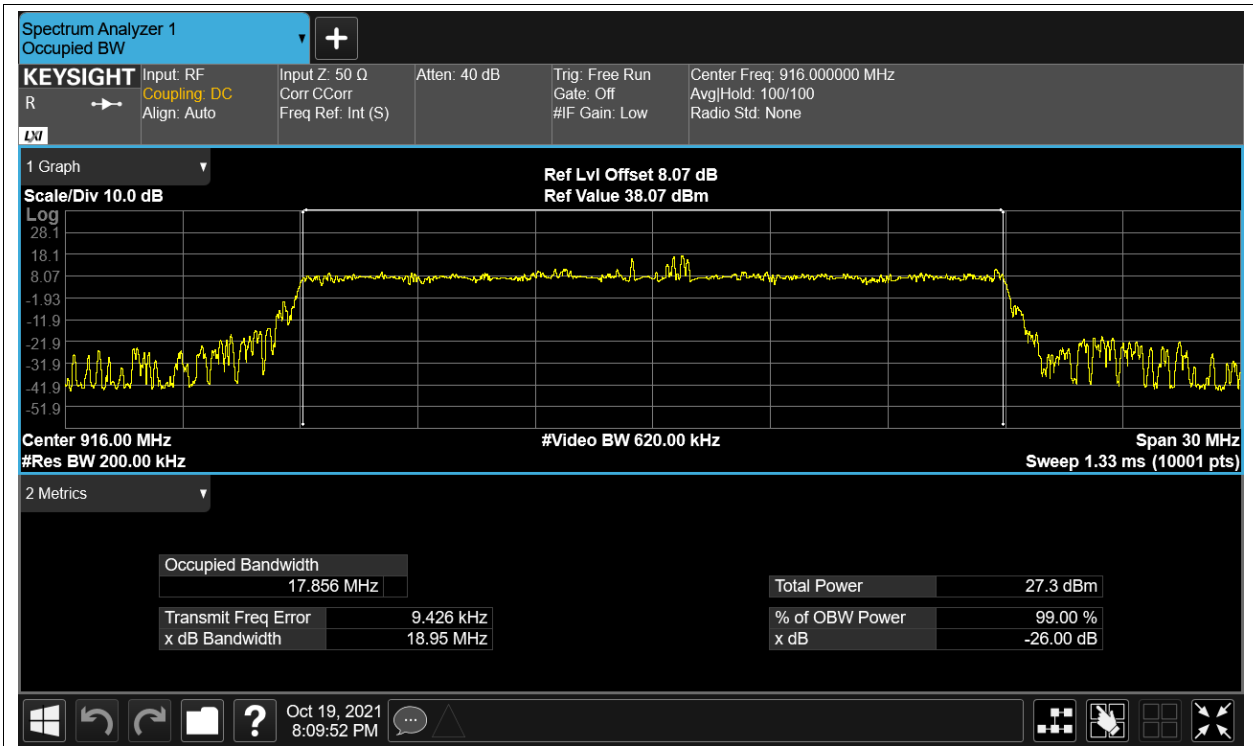 Spectrum Analyzer 1
Occupied BW
KEYSIGHT Input: RF Input Z: 50 Ω Atten: 40 dB Trig: Free Run Center Freq: 916.000000 MHz
R Coupling: DC Corr CCorr Gate: Off Avg|Hold: 100/100
Align: Auto Freq Ref: Int (S) #IF Gain: Low Radio Std: None
LXI
1 Graph
Ref Lvl Offset 8.07 dB
Scale/Div 10.0 dB Ref Value 38.07 dBm
Log
28.1
18.1
8.07
-1.93
-11.9
-21.9
-31.9
-41.9
-51.9
Center 916.00 MHz #Video BW 620.00 kHz Span 30 MHz
#Res BW 200.00 kHz Sweep 1.33 ms (10001 pts)
2 Metrics
Occupied Bandwidth
17.856 MHz Total Power 27.3 dBm
Transmit Freq Error 9.426 kHz % of OBW Power 99.00 %
x dB Bandwidth 18.95 MHz x dB -26.00 dB
? Oct 19, 2021
8:09:52 PM